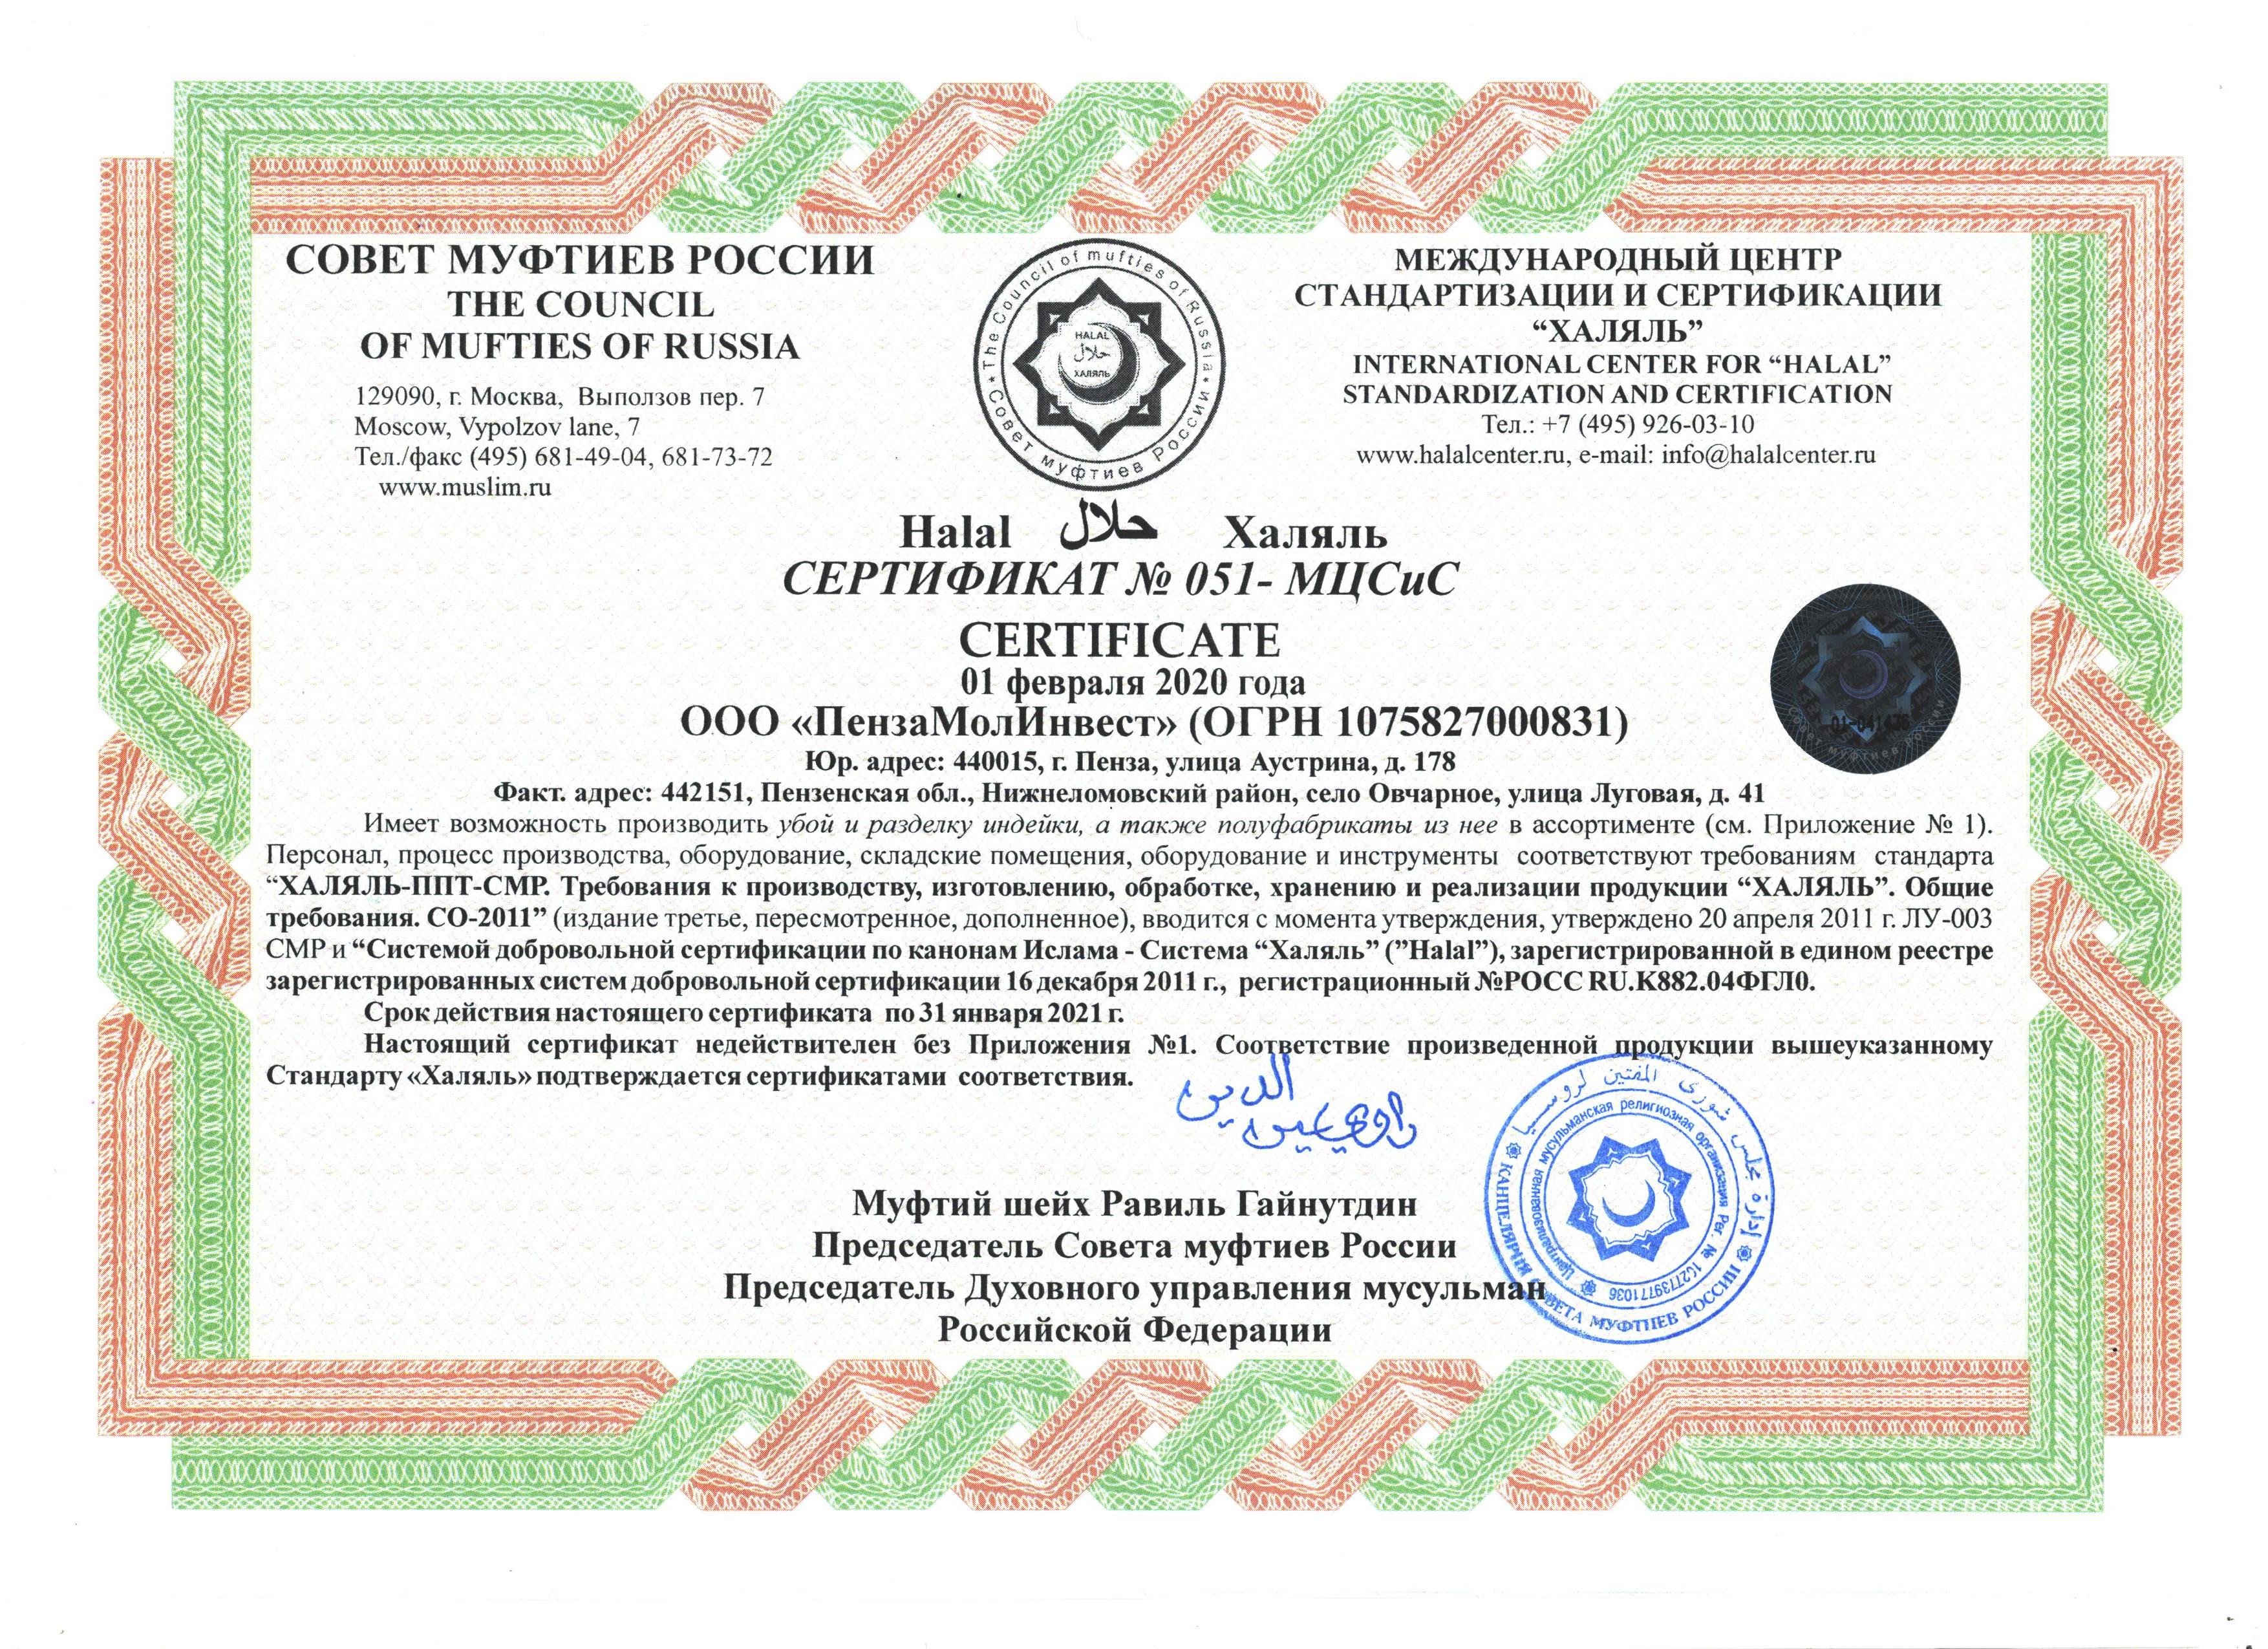 СОВЕТ МУФТИЕВ РОССИИ
THE COUNCIL
OF MUFTIES OF RUSSIA
129090, г. Москва, Выползов пер. 7
Moscow, Vypolzov lane, 7
Тел./факс (495) 681-49-04, 681-73-72
www.muslim.ru
The Council of mufties of Russia
Совет муфтиев России
HALAL
حلال
ХАЛЯЛЬ
МЕЖДУНАРОДНЫЙ ЦЕНТР
СТАНДАРТИЗАЦИИ И СЕРТИФИКАЦИИ
“ХАЛЯЛЬ”
INTERNATIONAL CENTER FOR “HALAL”
STANDARDIZATION AND CERTIFICATION
Тел.: +7 (495) 926-03-10
www.halalcenter.ru, e-mail: info@halalcenter.ru
Halal حلال Халяль
СЕРТИФИКАТ № 051- МЦСиС
CERTIFICATE
01 февраля 2020 года
ООО «ПензаМолИнвест» (ОГРН 1075827000831)
Юр. адрес: 440015, г. Пенза, улица Аустрина, д. 178
Факт. адрес: 442151, Пензенская обл., Нижнеломовский район, село Овчарное, улица Луговая, д. 41
Имеет возможность производить убой и разделку индейки, а также полуфабрикаты из нее в ассортименте (см. Приложение № 1).
Персонал, процесс производства, оборудование, складские помещения, оборудование и инструменты соответствуют требованиям стандарта
“ХАЛЯЛЬ-ППТ-СМР. Требования к производству, изготовлению, обработке, хранению и реализации продукции “ХАЛЯЛЬ”. Общие
требования. СО-2011” (издание третье, пересмотренное, дополненное), вводится с момента утверждения, утверждено 20 апреля 2011 г. ЛУ-003
СМР и “Системой добровольной сертификации по канонам Ислама - Система “Халяль” (”Halal”), зарегистрированной в едином реестре
зарегистрированных систем добровольной сертификации 16 декабря 2011 г., регистрационный №РОСС RU.К882.04ФГЛ0.
Срок действия настоящего сертификата по 31 января 2021 г.
Настоящий сертификат недействителен без Приложения №1. Соответствие произведенной продукции вышеуказанному
Стандарту «Халяль» подтверждается сертификатами соответствия.
Муфтий шейх Равиль Гайнутдин
Председатель Совета муфтиев России
Председатель Духовного управления мусульман
Российской Федерации
إدارة مجلس شورى المفتين لروسيا
КАНЦЕЛЯРИЯ СОВЕТА МУФТИЕВ РОССИИ
Централизованная мусульманская религиозная организация Рег. № 1027739771036
Совет муфтиев России